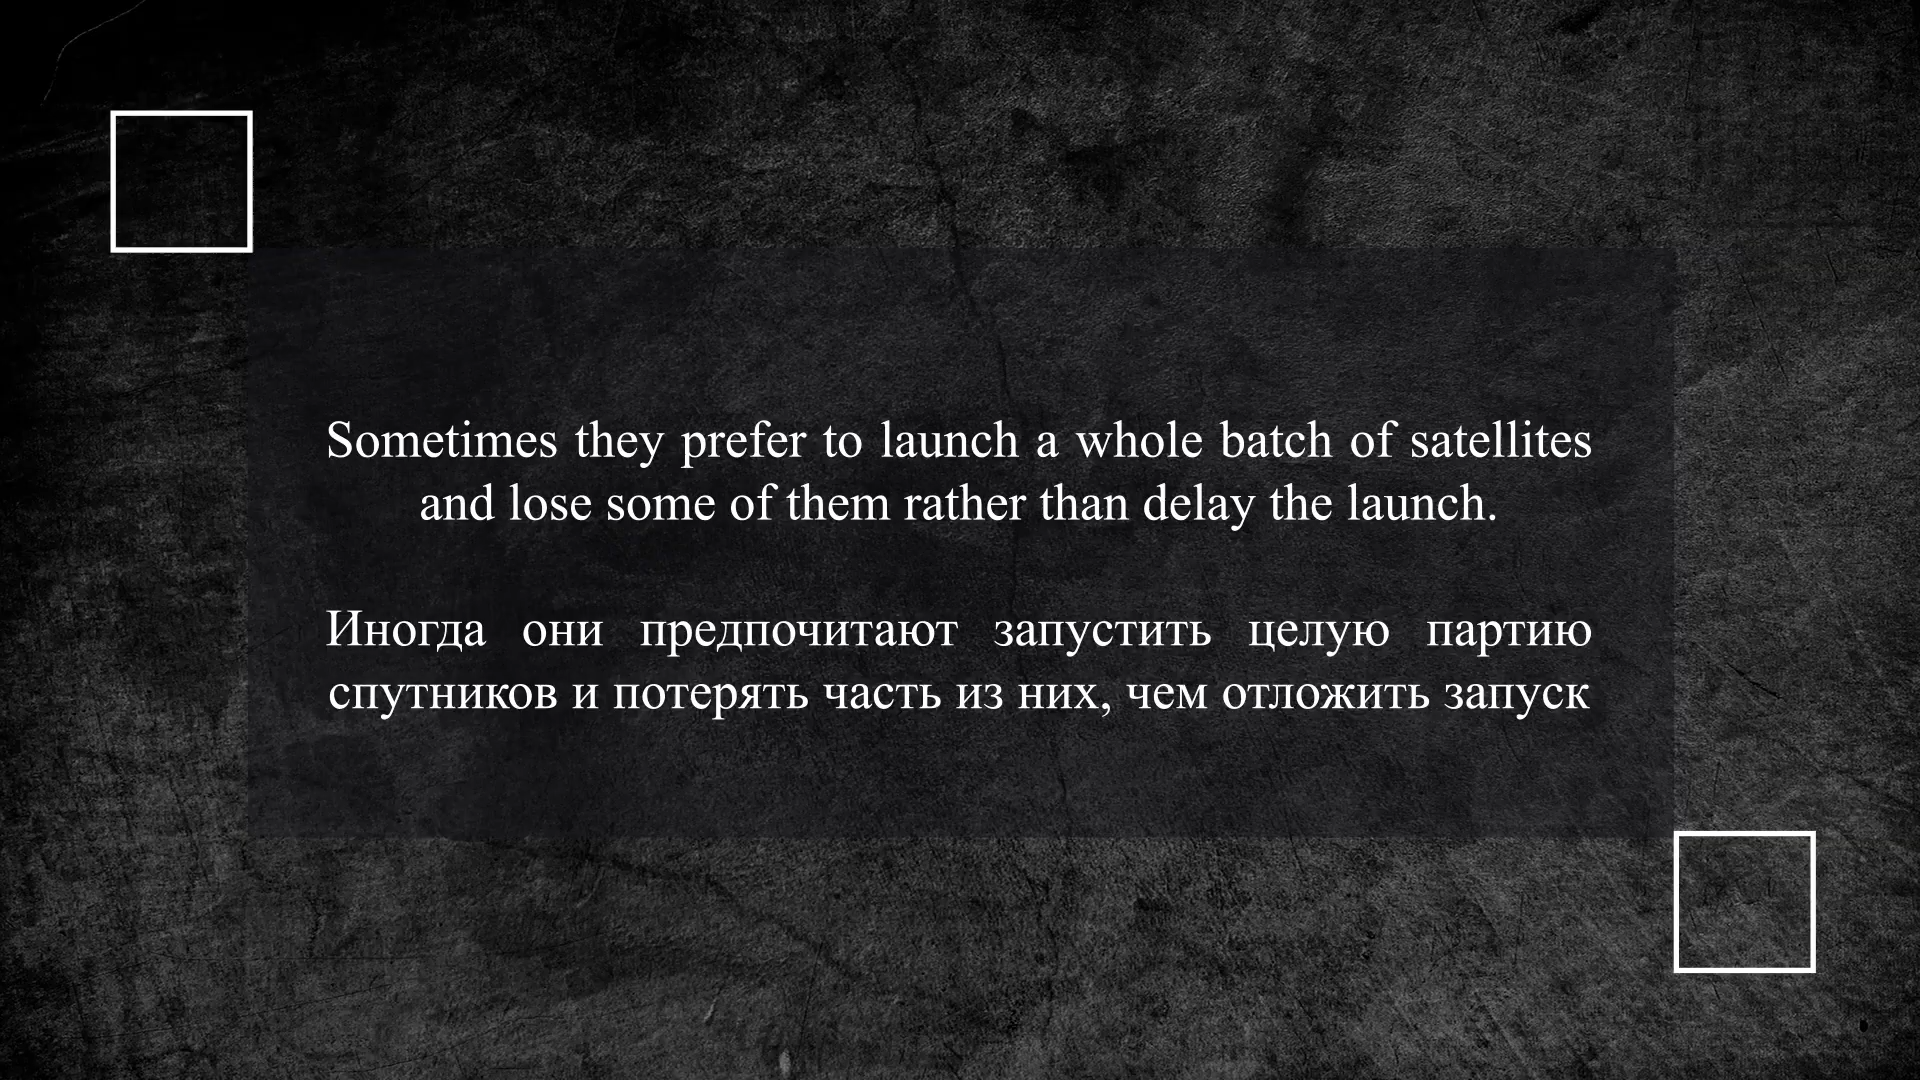 Sometimes they prefer to launch a whole batch of satellites
and lose some of them rather than delay the launch.
Иногда они предпочитают запустить целую партию
спутников и потерять часть из них, чем отложить запуск